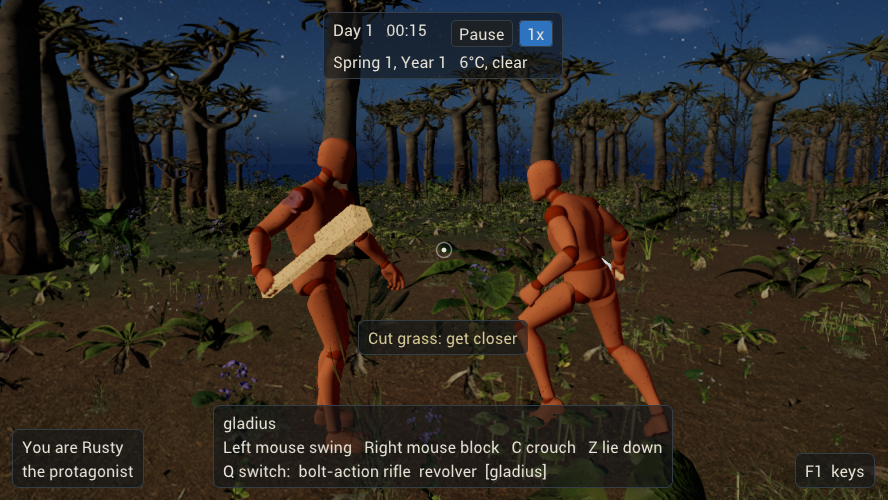 Day 1 00:15 Pause 1x
Spring 1, Year 1 6°C, clear
Cut grass: get closer
gladius
Left mouse swing Right mouse block C crouch Z lie down
Q switch: bolt-action rifle revolver [gladius]
You are Rusty
the protagonist
F1 keys